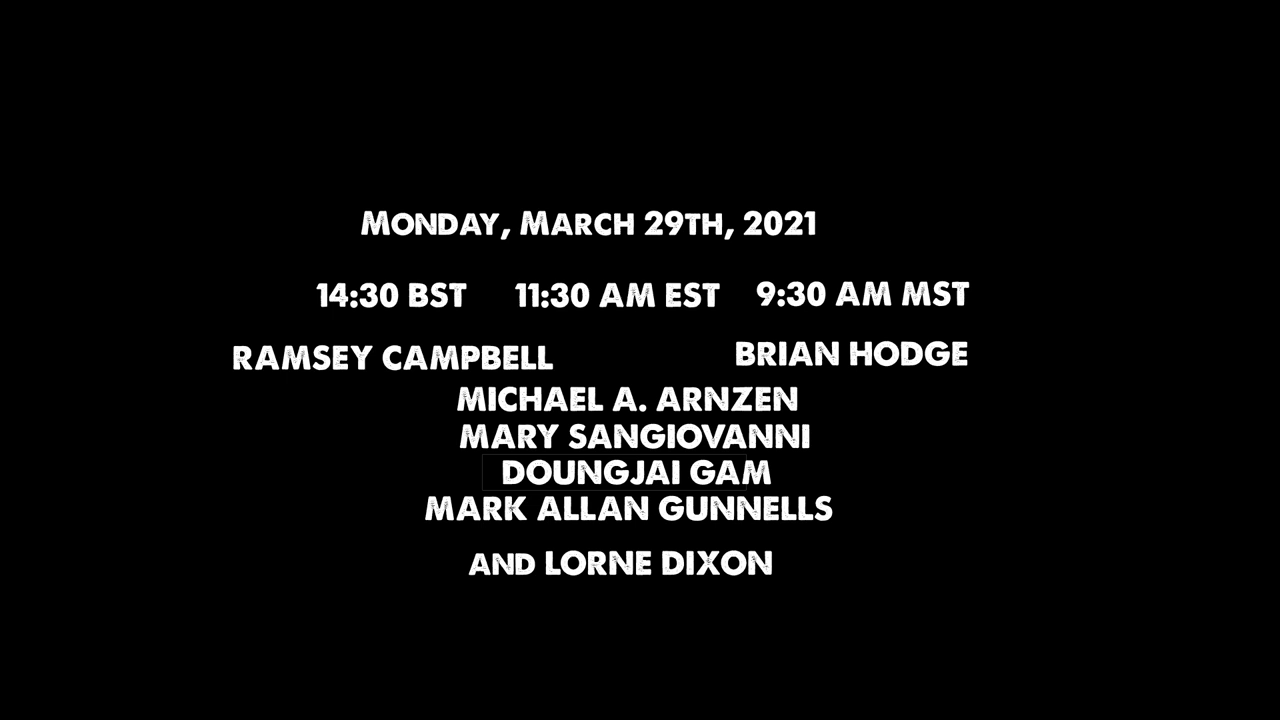 MONDAY, MARCH 29TH, 2021
14:30 BST 11:30 AM EST 9:30 AM MST
RAMSEY CAMPBELL BRIAN HODGE
MICHAEL A. ARNZEN
MARY SANGIOVANNI
DOUNGJAI GAM
MARK ALLAN GUNNELLS
AND LORNE DIXON